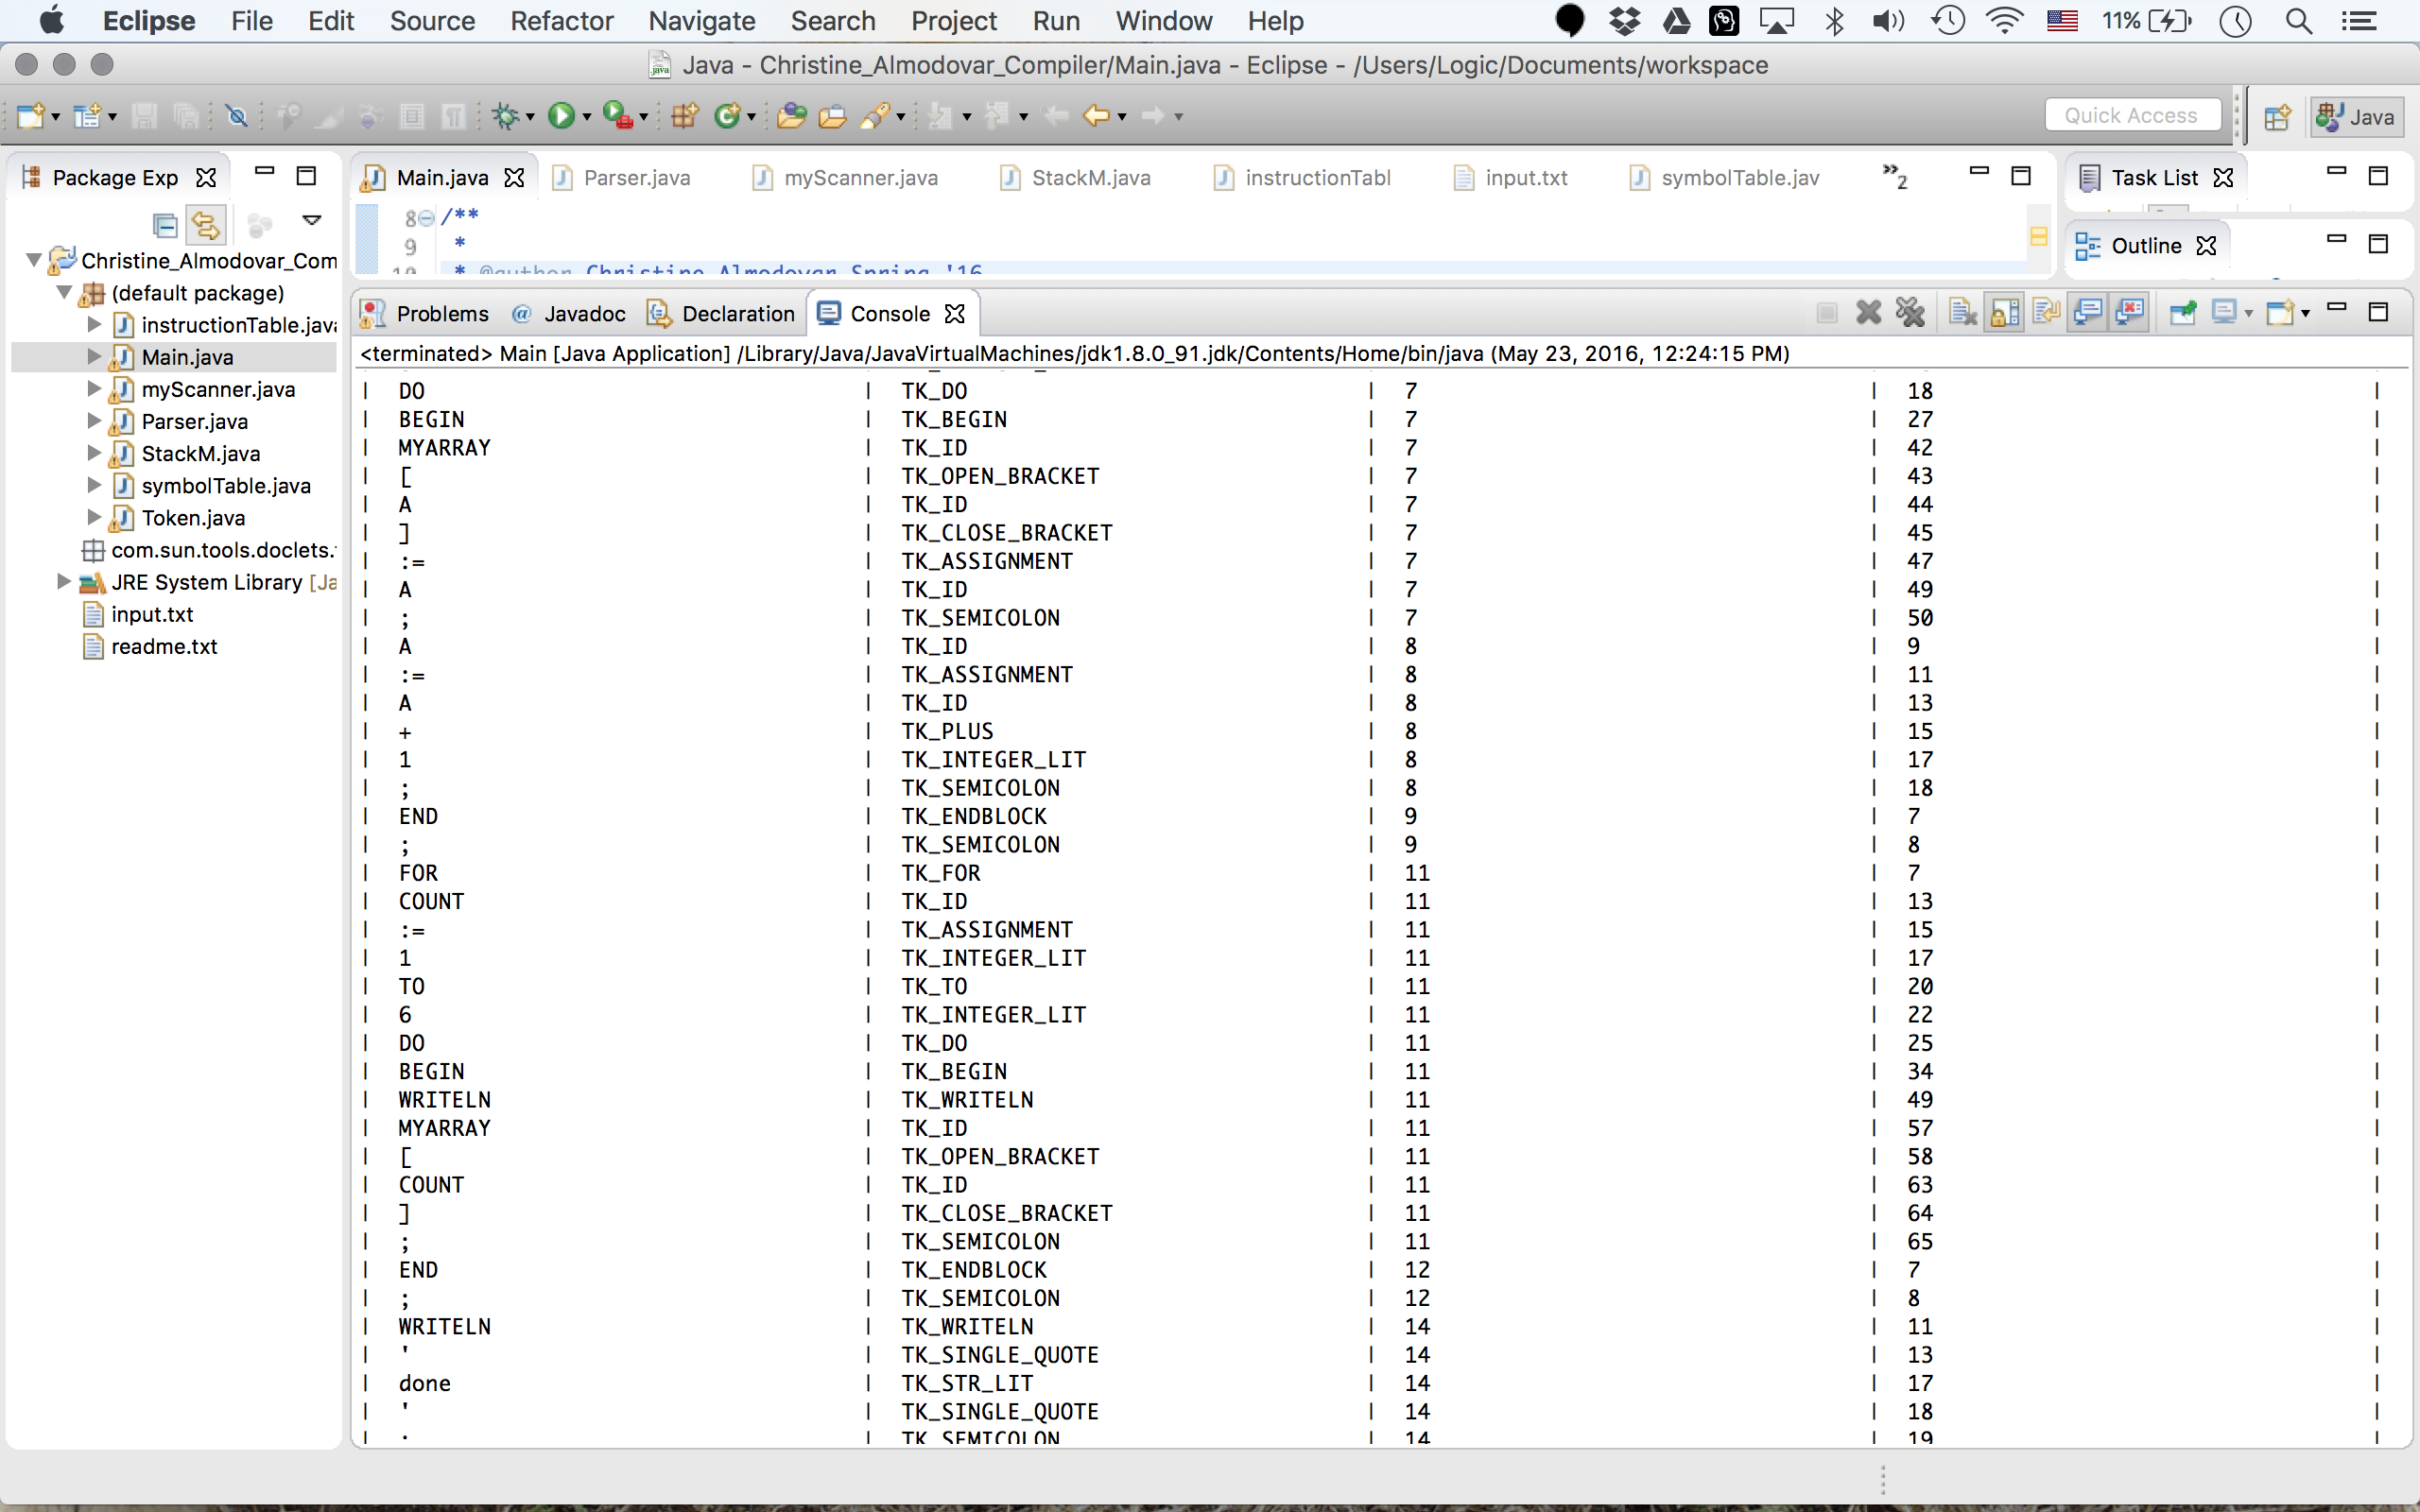 Eclipse File Edit Source Refactor Navigate Search Project Run Window Help 11%
Java - Christine_Almodovar_Compiler/Main.java - Eclipse - /Users/Logic/Documents/workspace
Quick Access Java
Package Exp
Christine_Almodovar_Com
(default package)
instructionTable.java
Main.java
myScanner.java
Parser.java
StackM.java
symbolTable.java
Token.java
com.sun.tools.doclets.
JRE System Library [Ja
input.txt
readme.txt
Main.java Parser.java myScanner.java StackM.java instructionTabl input.txt symbolTable.jav »2
8 /**
9 *
10 * @author Christine Almodovar Spring '16
Task List
Outline
Problems @ Javadoc Declaration Console
<terminated> Main [Java Application] /Library/Java/JavaVirtualMachines/jdk1.8.0_91.jdk/Contents/Home/bin/java (May 23, 2016, 12:24:15 PM)
| DO | TK_DO | 7 | 18 |
| BEGIN | TK_BEGIN | 7 | 27 |
| MYARRAY | TK_ID | 7 | 42 |
| [ | TK_OPEN_BRACKET | 7 | 43 |
| A | TK_ID | 7 | 44 |
| ] | TK_CLOSE_BRACKET | 7 | 45 |
| := | TK_ASSIGNMENT | 7 | 47 |
| A | TK_ID | 7 | 49 |
| ; | TK_SEMICOLON | 7 | 50 |
| A | TK_ID | 8 | 9 |
| := | TK_ASSIGNMENT | 8 | 11 |
| A | TK_ID | 8 | 13 |
| + | TK_PLUS | 8 | 15 |
| 1 | TK_INTEGER_LIT | 8 | 17 |
| ; | TK_SEMICOLON | 8 | 18 |
| END | TK_ENDBLOCK | 9 | 7 |
| ; | TK_SEMICOLON | 9 | 8 |
| FOR | TK_FOR | 11 | 7 |
| COUNT | TK_ID | 11 | 13 |
| := | TK_ASSIGNMENT | 11 | 15 |
| 1 | TK_INTEGER_LIT | 11 | 17 |
| TO | TK_TO | 11 | 20 |
| 6 | TK_INTEGER_LIT | 11 | 22 |
| DO | TK_DO | 11 | 25 |
| BEGIN | TK_BEGIN | 11 | 34 |
| WRITELN | TK_WRITELN | 11 | 49 |
| MYARRAY | TK_ID | 11 | 57 |
| [ | TK_OPEN_BRACKET | 11 | 58 |
| COUNT | TK_ID | 11 | 63 |
| ] | TK_CLOSE_BRACKET | 11 | 64 |
| ; | TK_SEMICOLON | 11 | 65 |
| END | TK_ENDBLOCK | 12 | 7 |
| ; | TK_SEMICOLON | 12 | 8 |
| WRITELN | TK_WRITELN | 14 | 11 |
| ' | TK_SINGLE_QUOTE | 14 | 13 |
| done | TK_STR_LIT | 14 | 17 |
| ' | TK_SINGLE_QUOTE | 14 | 18 |
| ; | TK_SEMICOLON | 14 | 19 |